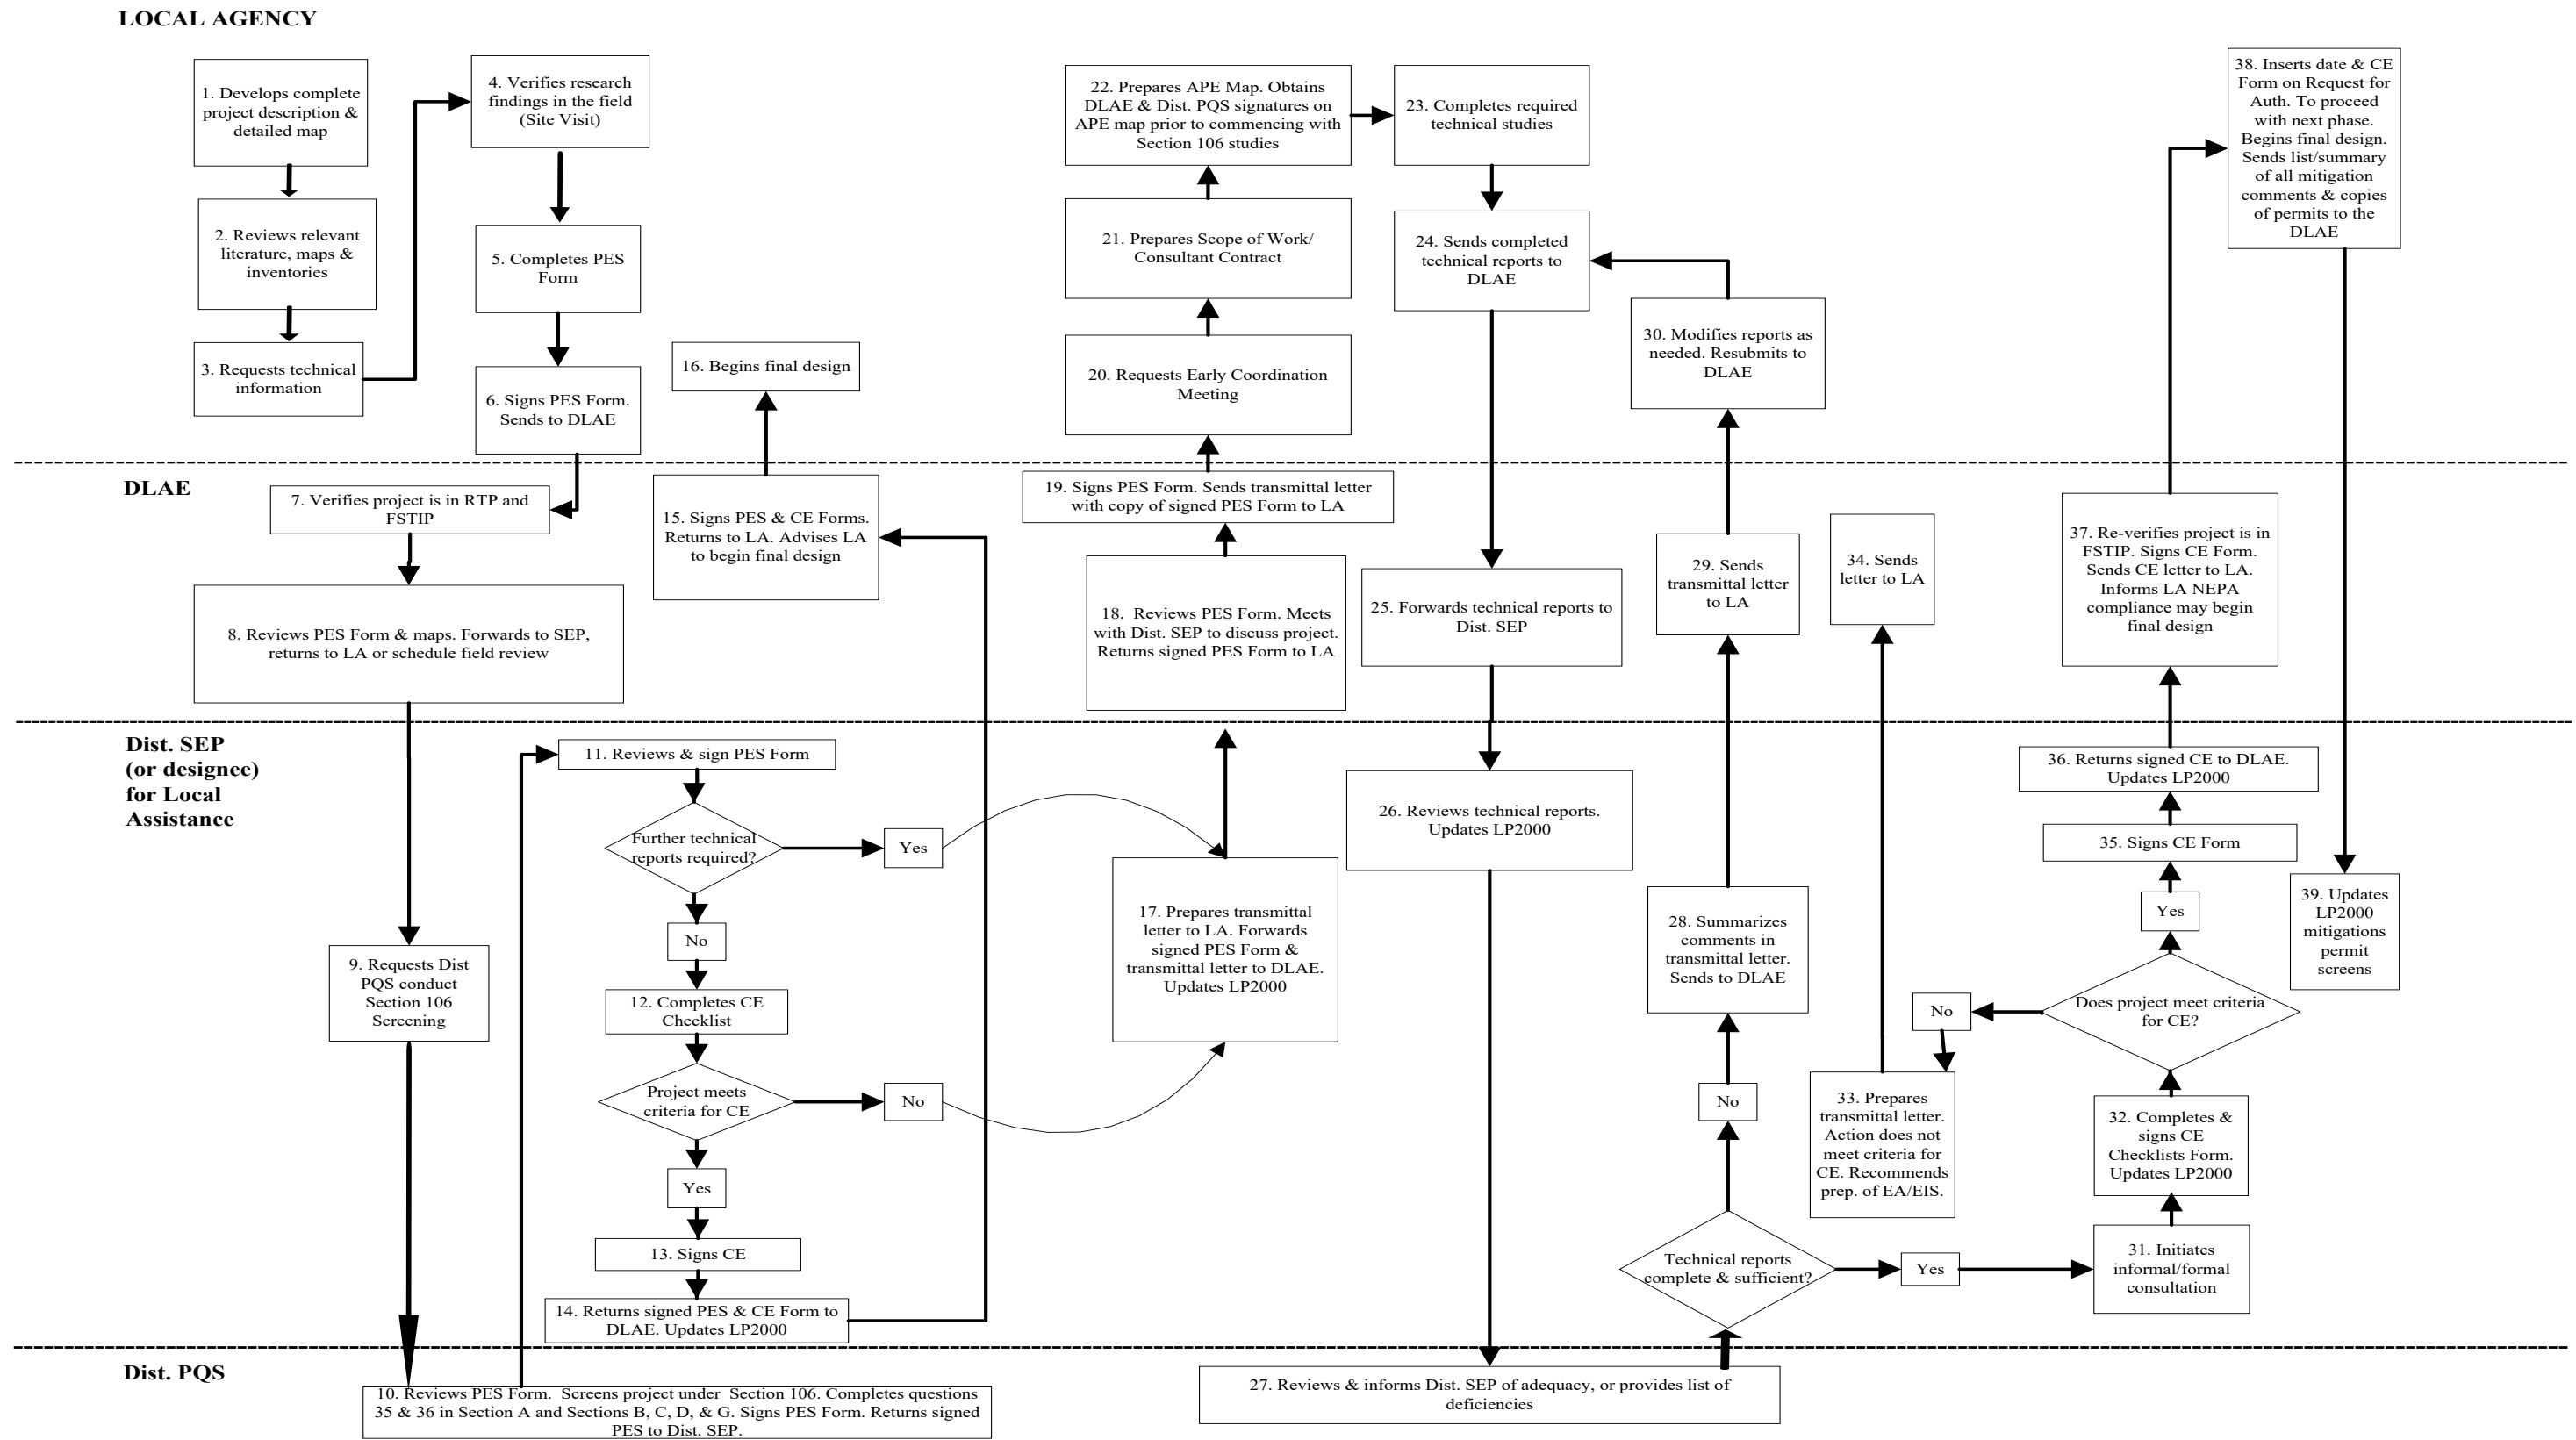 LOCAL AGENCY
1. Develops complete
project description &
detailed map
2. Reviews relevant
literature, maps &
inventories
3. Requests technical
information
4. Verifies research
findings in the field
(Site Visit)
5. Completes PES
Form
6. Signs PES Form.
Sends to DLAE
16. Begins final design
22. Prepares APE Map. Obtains
DLAE & Dist. PQS signatures on
APE map prior to commencing with
Section 106 studies
21. Prepares Scope of Work/
Consultant Contract
20. Requests Early Coordination
Meeting
23. Completes required
technical studies
24. Sends completed
technical reports to
DLAE
30. Modifies reports as
needed. Resubmits to
DLAE
38. Inserts date & CE
Form on Request for
Auth. To proceed
with next phase.
Begins final design.
Sends list/summary
of all mitigation
comments & copies
of permits to the
DLAE
DLAE
7. Verifies project is in RTP and
FSTIP
8. Reviews PES Form & maps. Forwards to SEP,
returns to LA or schedule field review
15. Signs PES & CE Forms.
Returns to LA. Advises LA
to begin final design
19. Signs PES Form. Sends transmittal letter
with copy of signed PES Form to LA
18. Reviews PES Form. Meets
with Dist. SEP to discuss project.
Returns signed PES Form to LA
25. Forwards technical reports to
Dist. SEP
29. Sends
transmittal letter
to LA
34. Sends
letter to LA
37. Re-verifies project is in
FSTIP. Signs CE Form.
Sends CE letter to LA.
Informs LA NEPA
compliance may begin
final design
Dist. SEP
(or designee)
for Local
Assistance
9. Requests Dist
PQS conduct
Section 106
Screening
11. Reviews & sign PES Form
Further technical
reports required?
Yes
No
12. Completes CE
Checklist
Project meets
criteria for CE
No
Yes
13. Signs CE
14. Returns signed PES & CE Form to
DLAE. Updates LP2000
17. Prepares transmittal
letter to LA. Forwards
signed PES Form &
transmittal letter to DLAE.
Updates LP2000
26. Reviews technical reports.
Updates LP2000
28. Summarizes
comments in
transmittal letter.
Sends to DLAE
No
Technical reports
complete & sufficient?
Yes
33. Prepares
transmittal letter.
Action does not
meet criteria for
CE. Recommends
prep. of EA/EIS.
No
36. Returns signed CE to DLAE.
Updates LP2000
35. Signs CE Form
Yes
Does project meet criteria
for CE?
32. Completes &
signs CE
Checklists Form.
Updates LP2000
31. Initiates
informal/formal
consultation
39. Updates
LP2000
mitigations
permit
screens
Dist. PQS
10. Reviews PES Form. Screens project under Section 106. Completes questions
35 & 36 in Section A and Sections B, C, D, & G. Signs PES Form. Returns signed
PES to Dist. SEP.
27. Reviews & informs Dist. SEP of adequacy, or provides list of
deficiencies